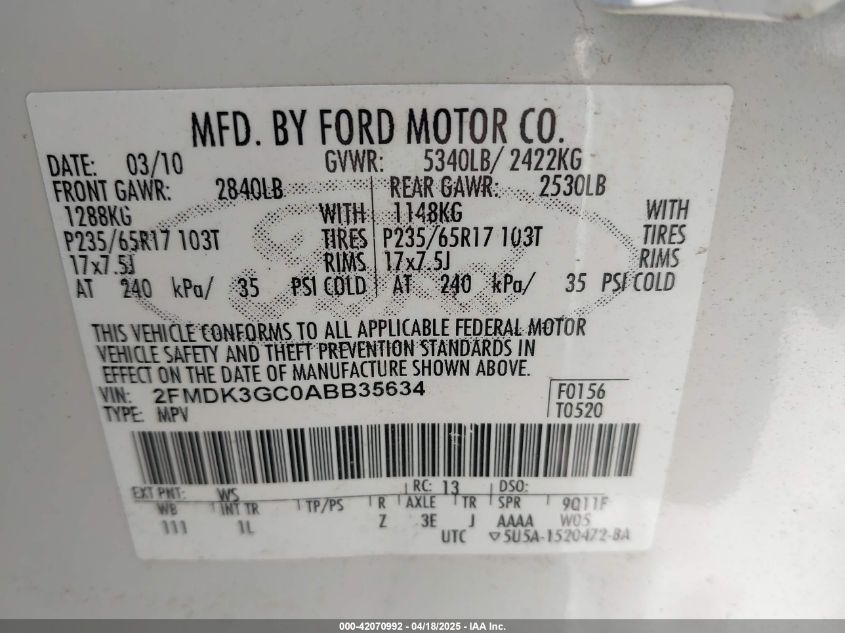 MFD. BY FORD MOTOR CO.
DATE: 03/10 GVWR: 5340LB/ 2422KG
FRONT GAWR: 2840LB REAR GAWR: 2530LB
1288KG WITH 1148KG WITH
P235/65R17 103T TIRES P235/65R17 103T TIRES
17x7.5J RIMS 17x7.5J RIMS
AT 240 kPa/ 35 PSI COLD AT 240 kPa/ 35 PSI COLD
THIS VEHICLE CONFORMS TO ALL APPLICABLE FEDERAL MOTOR
VEHICLE SAFETY AND THEFT PREVENTION STANDARDS IN
EFFECT ON THE DATE OF MANUFACTURE SHOWN ABOVE.
VIN: 2FMDK3GC0ABB35634 F0156
TYPE: MPV T0520
EXT PNT: WS RC: 13 DSO:
WB INT TR TP/PS R AXLE TR SPR 9Q11F
111 1L Z 3E J AAAA W05
UTC ▽5U5A-1520472-BA
000-42070992 - 04/18/2025 - IAA Inc.